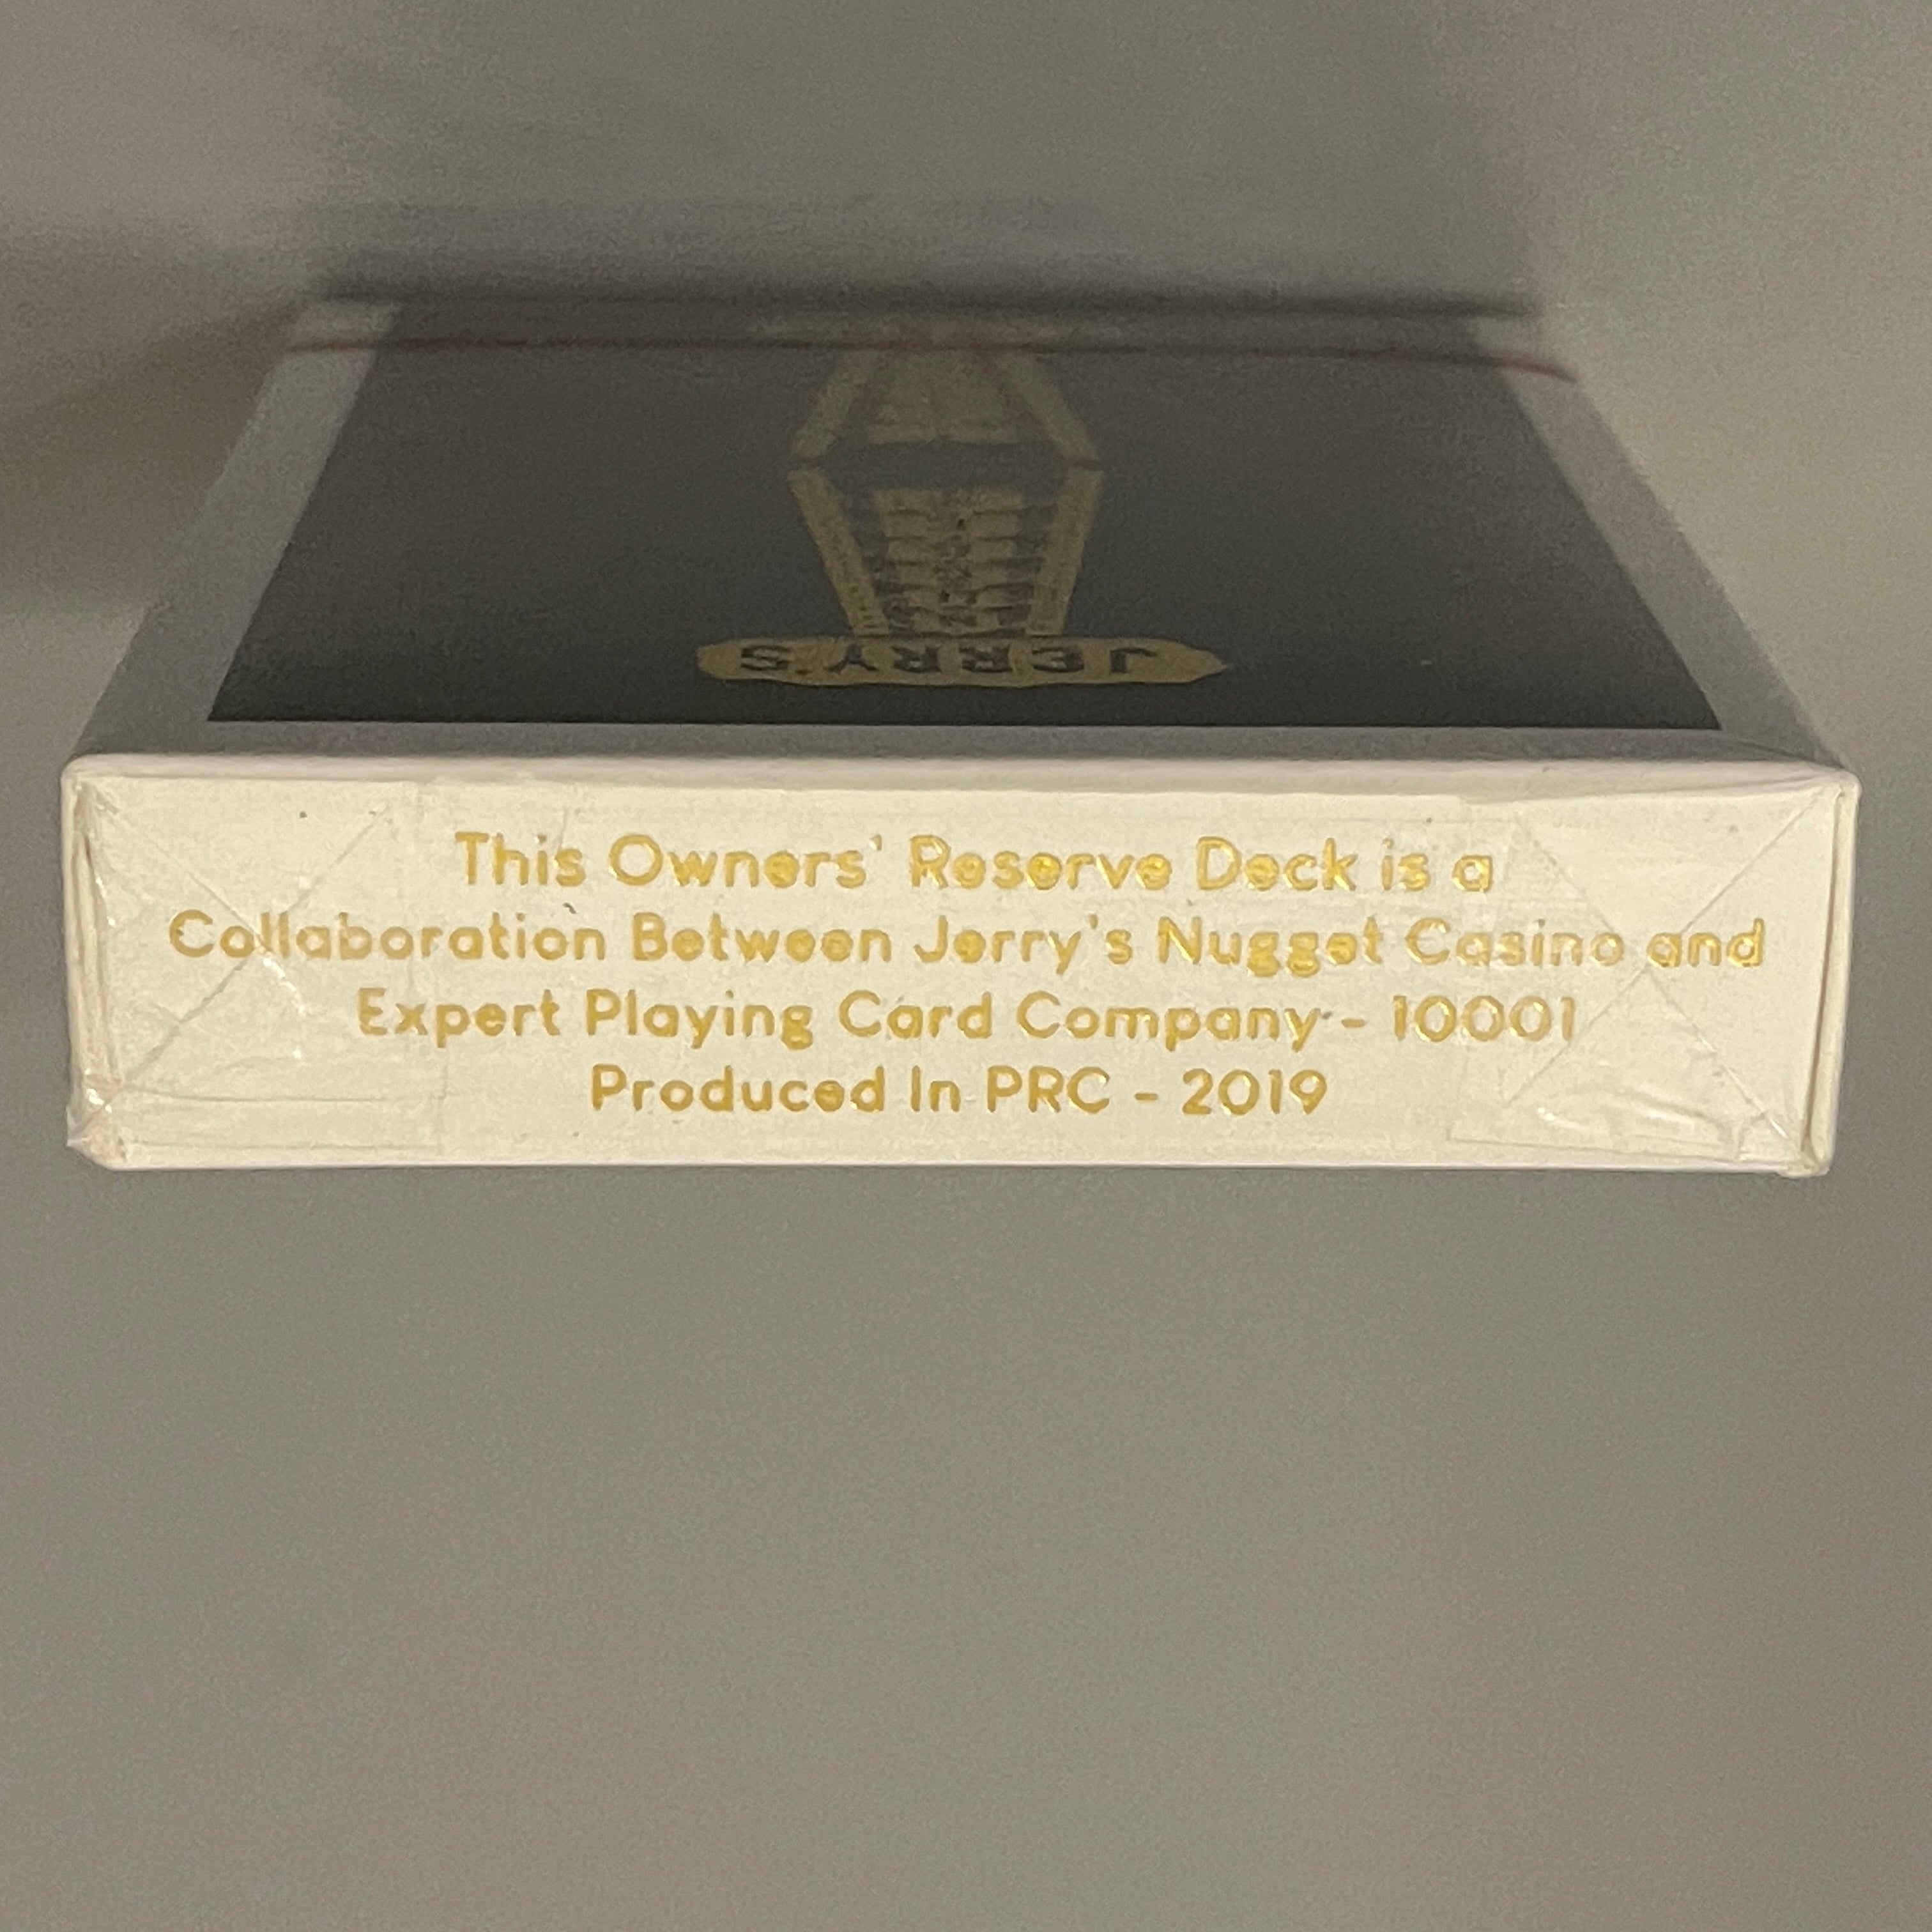 JERRY'S
This Owners' Reserve Deck is a
Collaboration Between Jerry's Nugget Casino and
Expert Playing Card Company - 10001
Produced In PRC - 2019